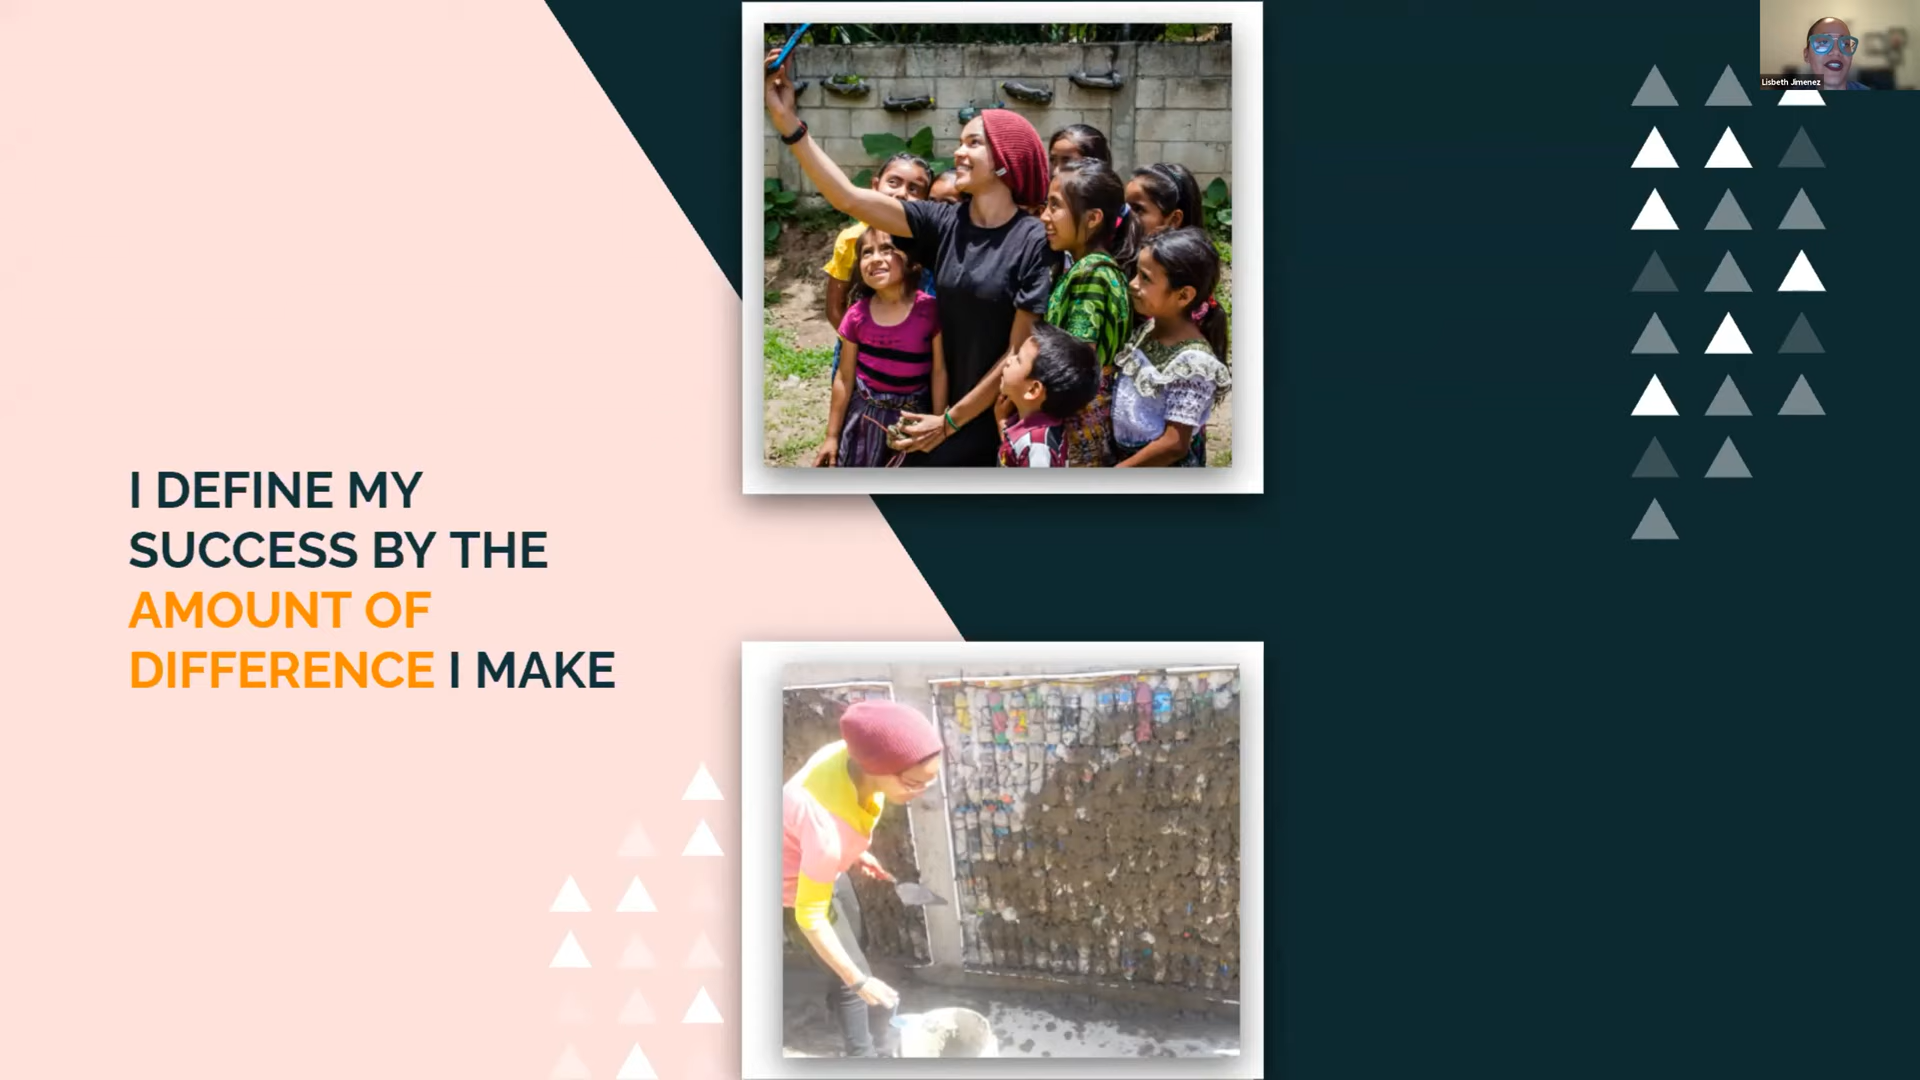 Lisbeth Jimenez
I DEFINE MY
SUCCESS BY THE
AMOUNT OF
DIFFERENCE I MAKE